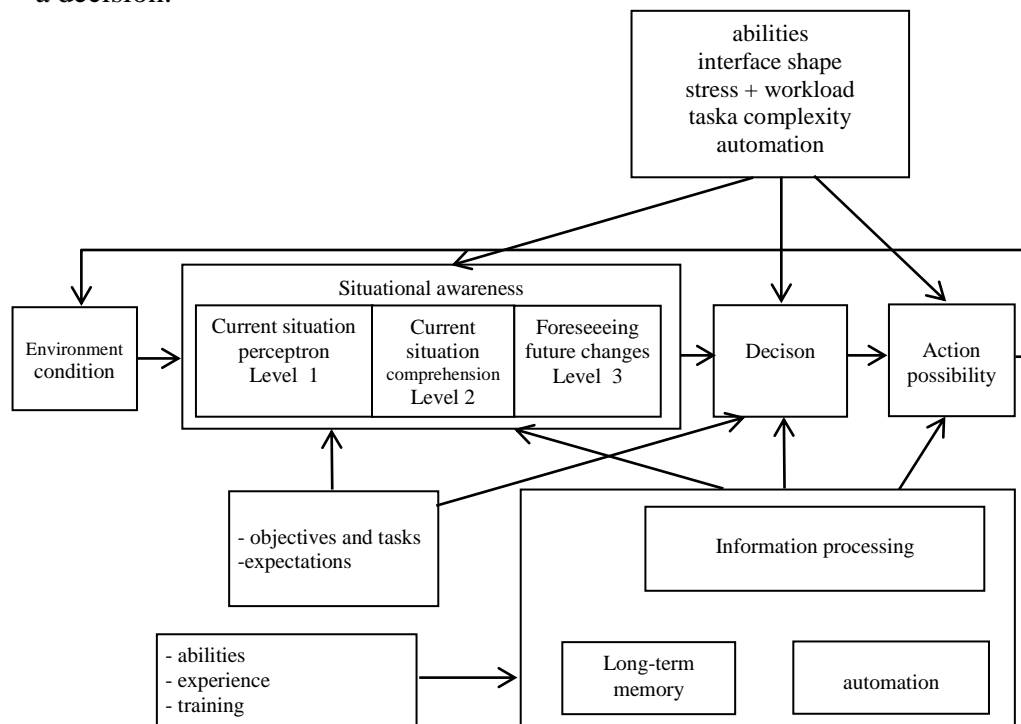 a decision.
abilities
interface shape
stress + workload
taska complexity
automation
Situational awareness
Environment
condition
Current situation
perceptron
Level 1
Current
situation
comprehension
Level 2
Foreseeeing
future changes
Level 3
Decison
Action
possibility
- objectives and tasks
-expectations
Information processing
- abilities
- experience
- training
Long-term
memory
automation